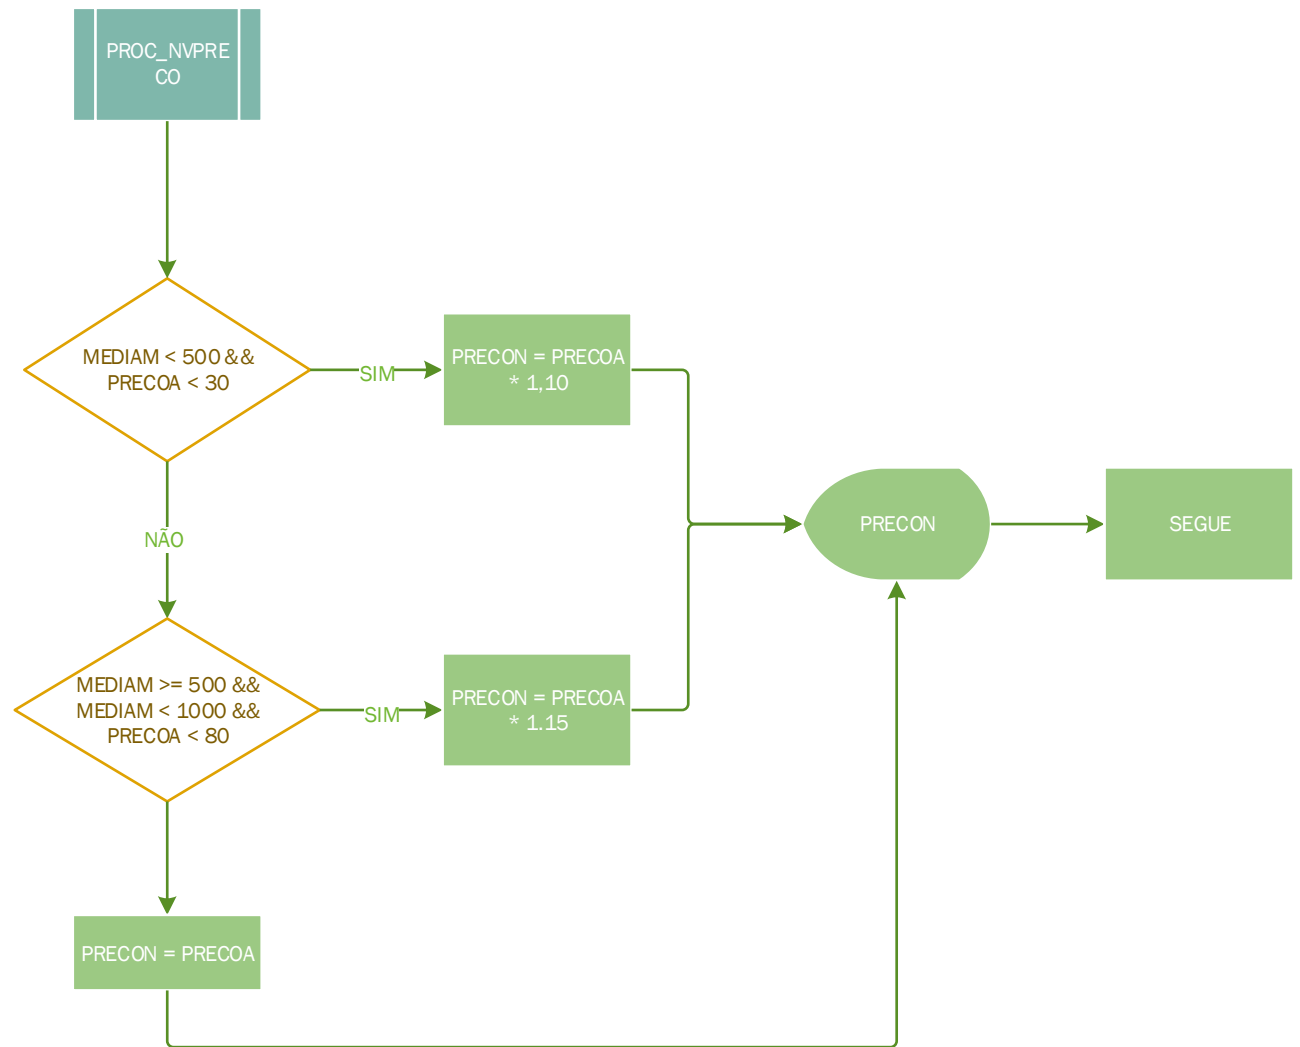 PROC_NVPRE
CO
MEDIAM < 500 &&
PRECOA < 30
SIM
PRECON = PRECOA
* 1,10
NÃO
PRECON
SEGUE
MEDIAM >= 500 &&
MEDIAM < 1000 &&
PRECOA < 80
SIM
PRECON = PRECOA
* 1.15
PRECON = PRECOA